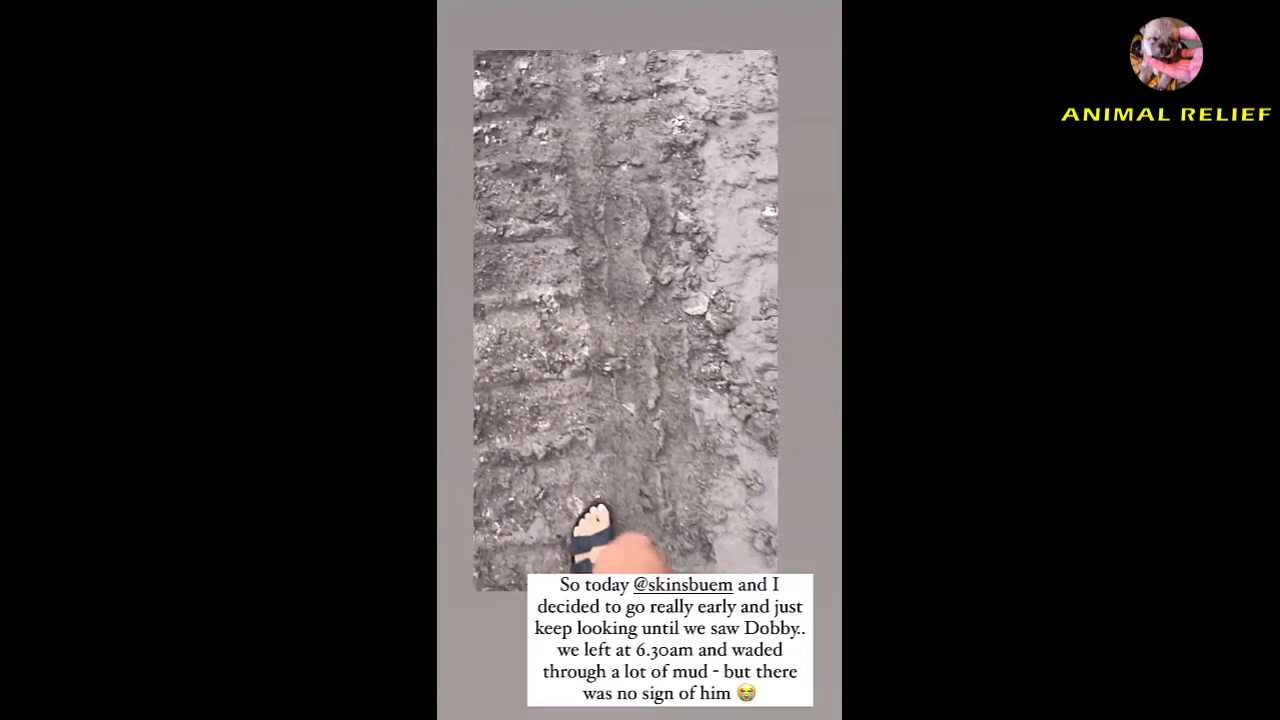 ANIMAL RELIEF
So today @skinsbuem and I
decided to go really early and just
keep looking until we saw Dobby..
we left at 6.30am and waded
through a lot of mud - but there
was no sign of him 😭